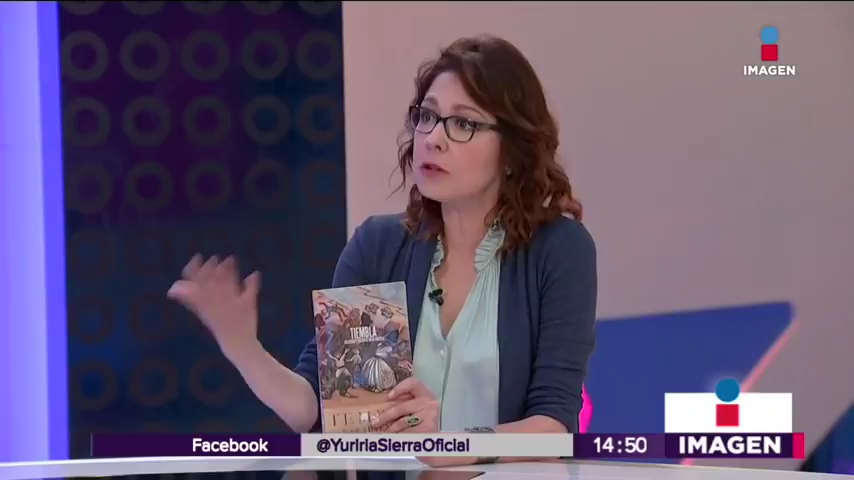 IMAGEN
TIEMBLA
Facebook
@YuririaSierraOficial
14:50
IMAGEN